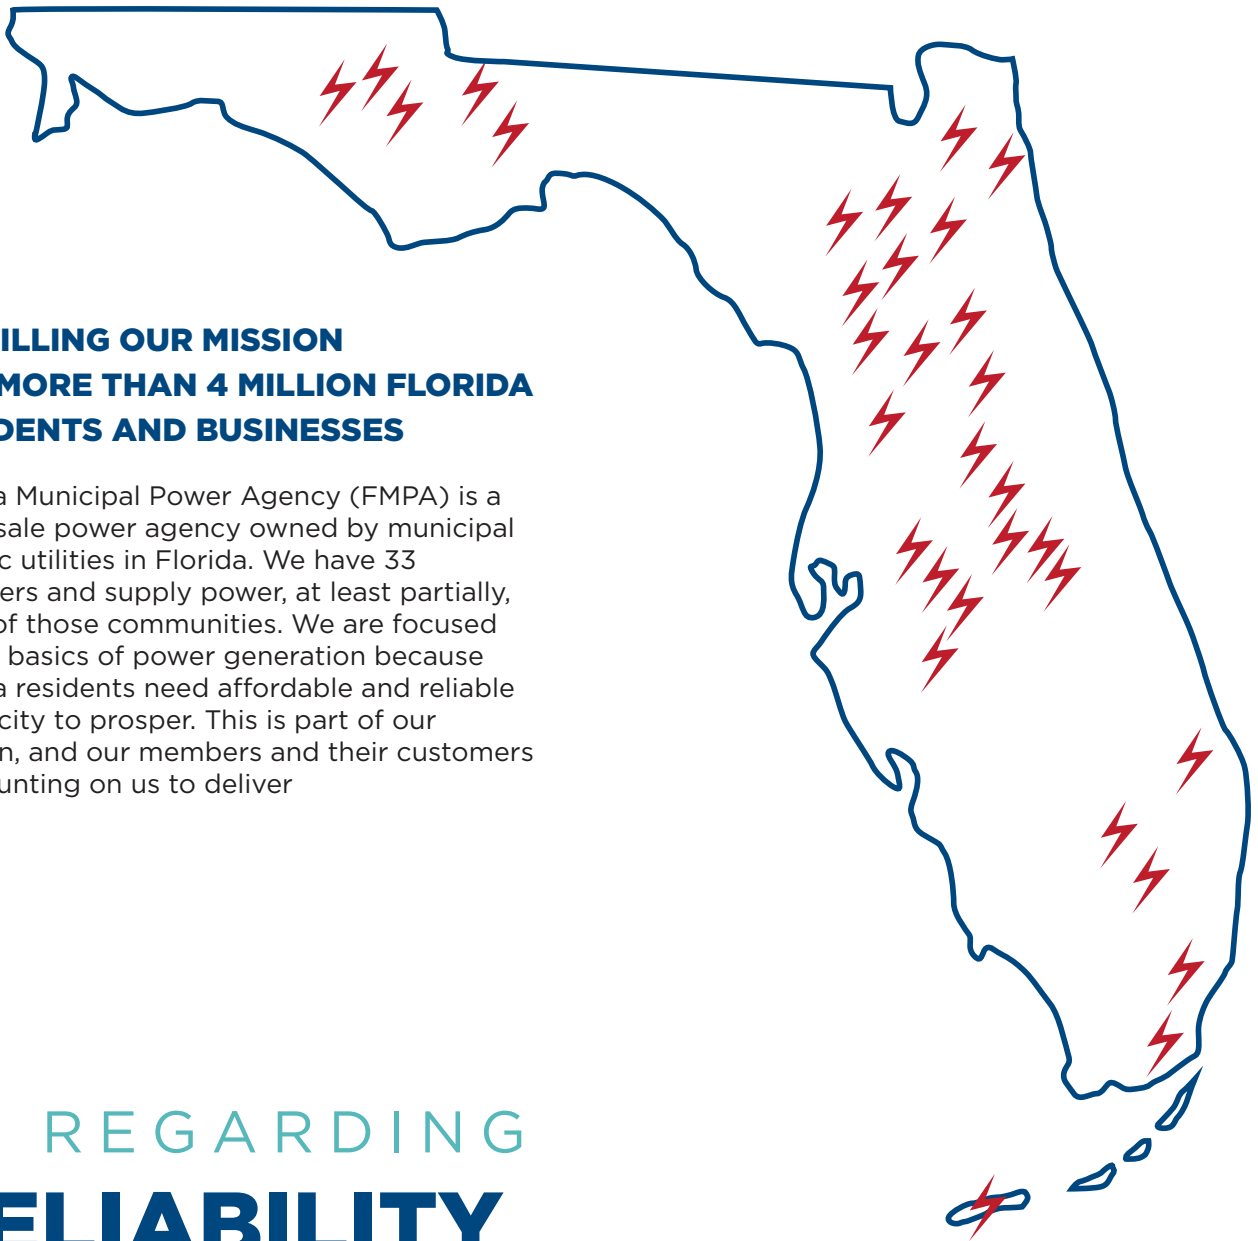 ILLING OUR MISSION
MORE THAN 4 MILLION FLORIDA
DENTS AND BUSINESSES
a Municipal Power Agency (FMPA) is a
sale power agency owned by municipal
c utilities in Florida. We have 33
ers and supply power, at least partially,
of those communities. We are focused
basics of power generation because
a residents need affordable and reliable
city to prosper. This is part of our
n, and our members and their customers
unting on us to deliver
REGARDING
ELIABILITY